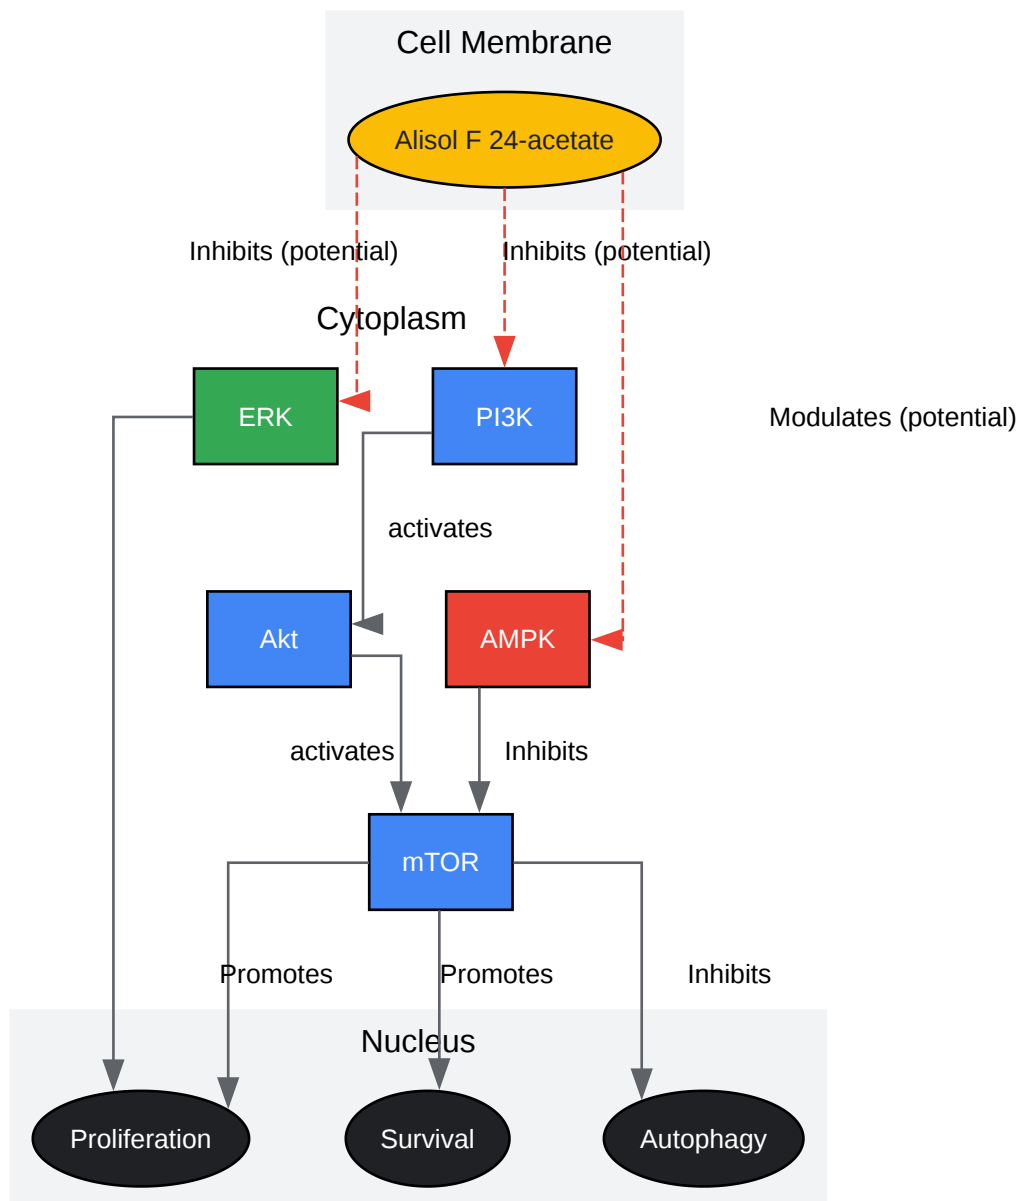 Cell Membrane
Alisol F 24-acetate
Inhibits (potential)
Inhibits (potential)
Cytoplasm
ERK
PI3K
Modulates (potential)
activates
Akt
AMPK
activates
Inhibits
mTOR
Promotes
Promotes
Inhibits
Nucleus
Proliferation
Survival
Autophagy